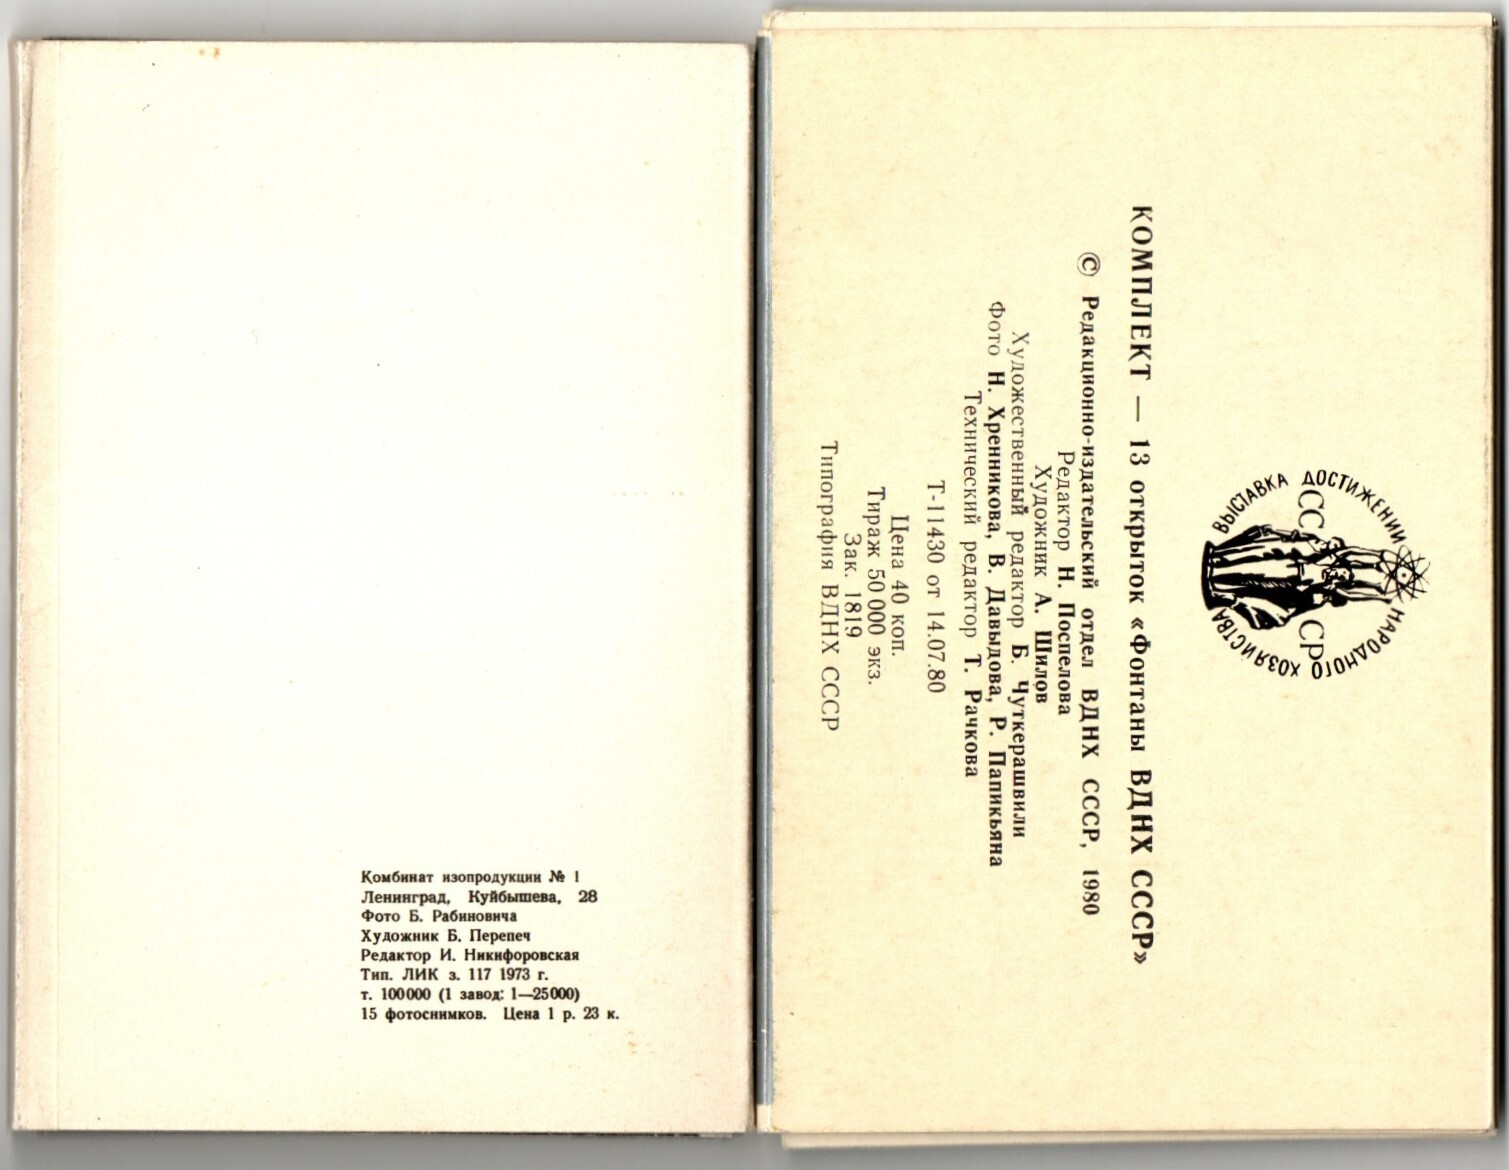 Комбинат изопродукции № 1
Ленинград, Куйбышева, 28
Фото Б. Рабиновича
Художник Б. Перепеч
Редактор И. Никифоровская
Тип. ЛИК з. 117 1973 г.
т. 100000 (1 завод: 1—25000)
15 фотоснимков. Цена 1 р. 23 к.
ВЫСТАВКА ДОСТИЖЕНИЙ НАРОДНОГО ХОЗЯЙСТВА
СС СР
КОМПЛЕКТ — 13 открыток «Фонтаны ВДНХ СССР»
© Редакционно-издательский отдел ВДНХ СССР, 1980
Редактор Н. Поспелова
Художник А. Шилов
Художественный редактор Б. Чуткерашвили
Фото Н. Хренникова, В. Давыдова, Р. Папикьяна
Технический редактор Т. Рачкова
Т-11430 от 14.07.80
Цена 40 коп.
Тираж 50 000 экз.
Зак. 1819
Типография ВДНХ СССР